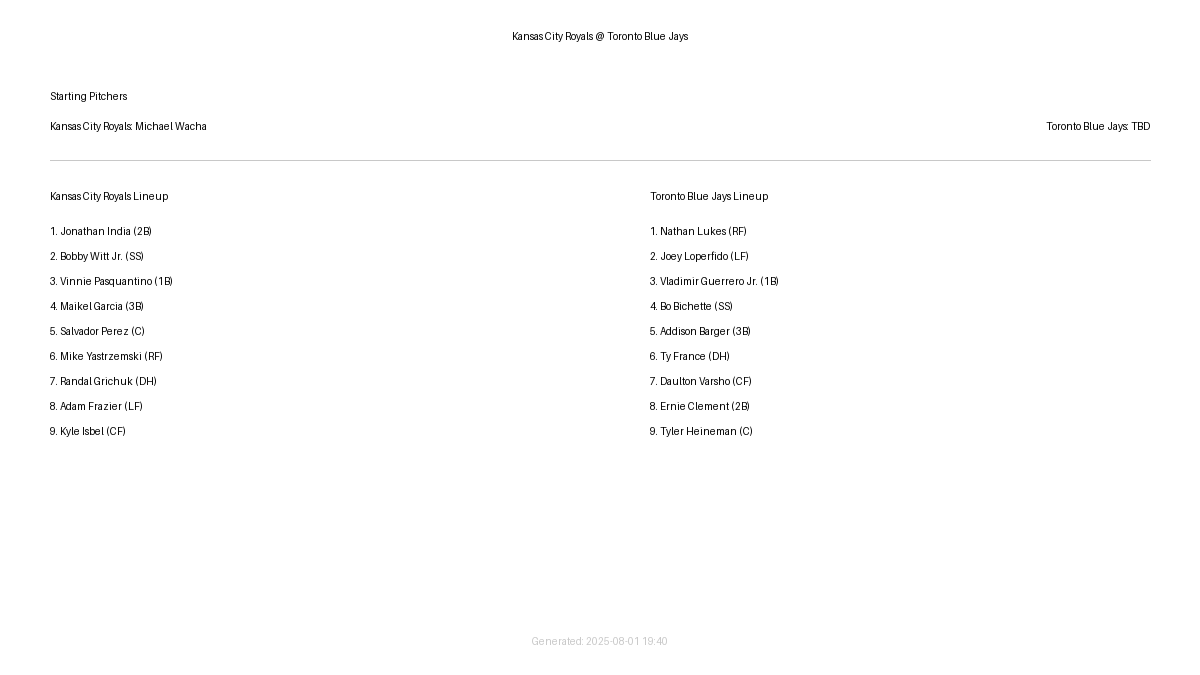 Kansas City Royals @ Toronto Blue Jays
Starting Pitchers
Kansas City Royals: Michael Wacha
Toronto Blue Jays: TBD
Kansas City Royals Lineup
1. Jonathan India (2B)
2. Bobby Witt Jr. (SS)
3. Vinnie Pasquantino (1B)
4. Maikel Garcia (3B)
5. Salvador Perez (C)
6. Mike Yastrzemski (RF)
7. Randal Grichuk (DH)
8. Adam Frazier (LF)
9. Kyle Isbel (CF)
Toronto Blue Jays Lineup
1. Nathan Lukes (RF)
2. Joey Loperfido (LF)
3. Vladimir Guerrero Jr. (1B)
4. Bo Bichette (SS)
5. Addison Barger (3B)
6. Ty France (DH)
7. Daulton Varsho (CF)
8. Ernie Clement (2B)
9. Tyler Heineman (C)
Generated: 2025-08-01 19:40